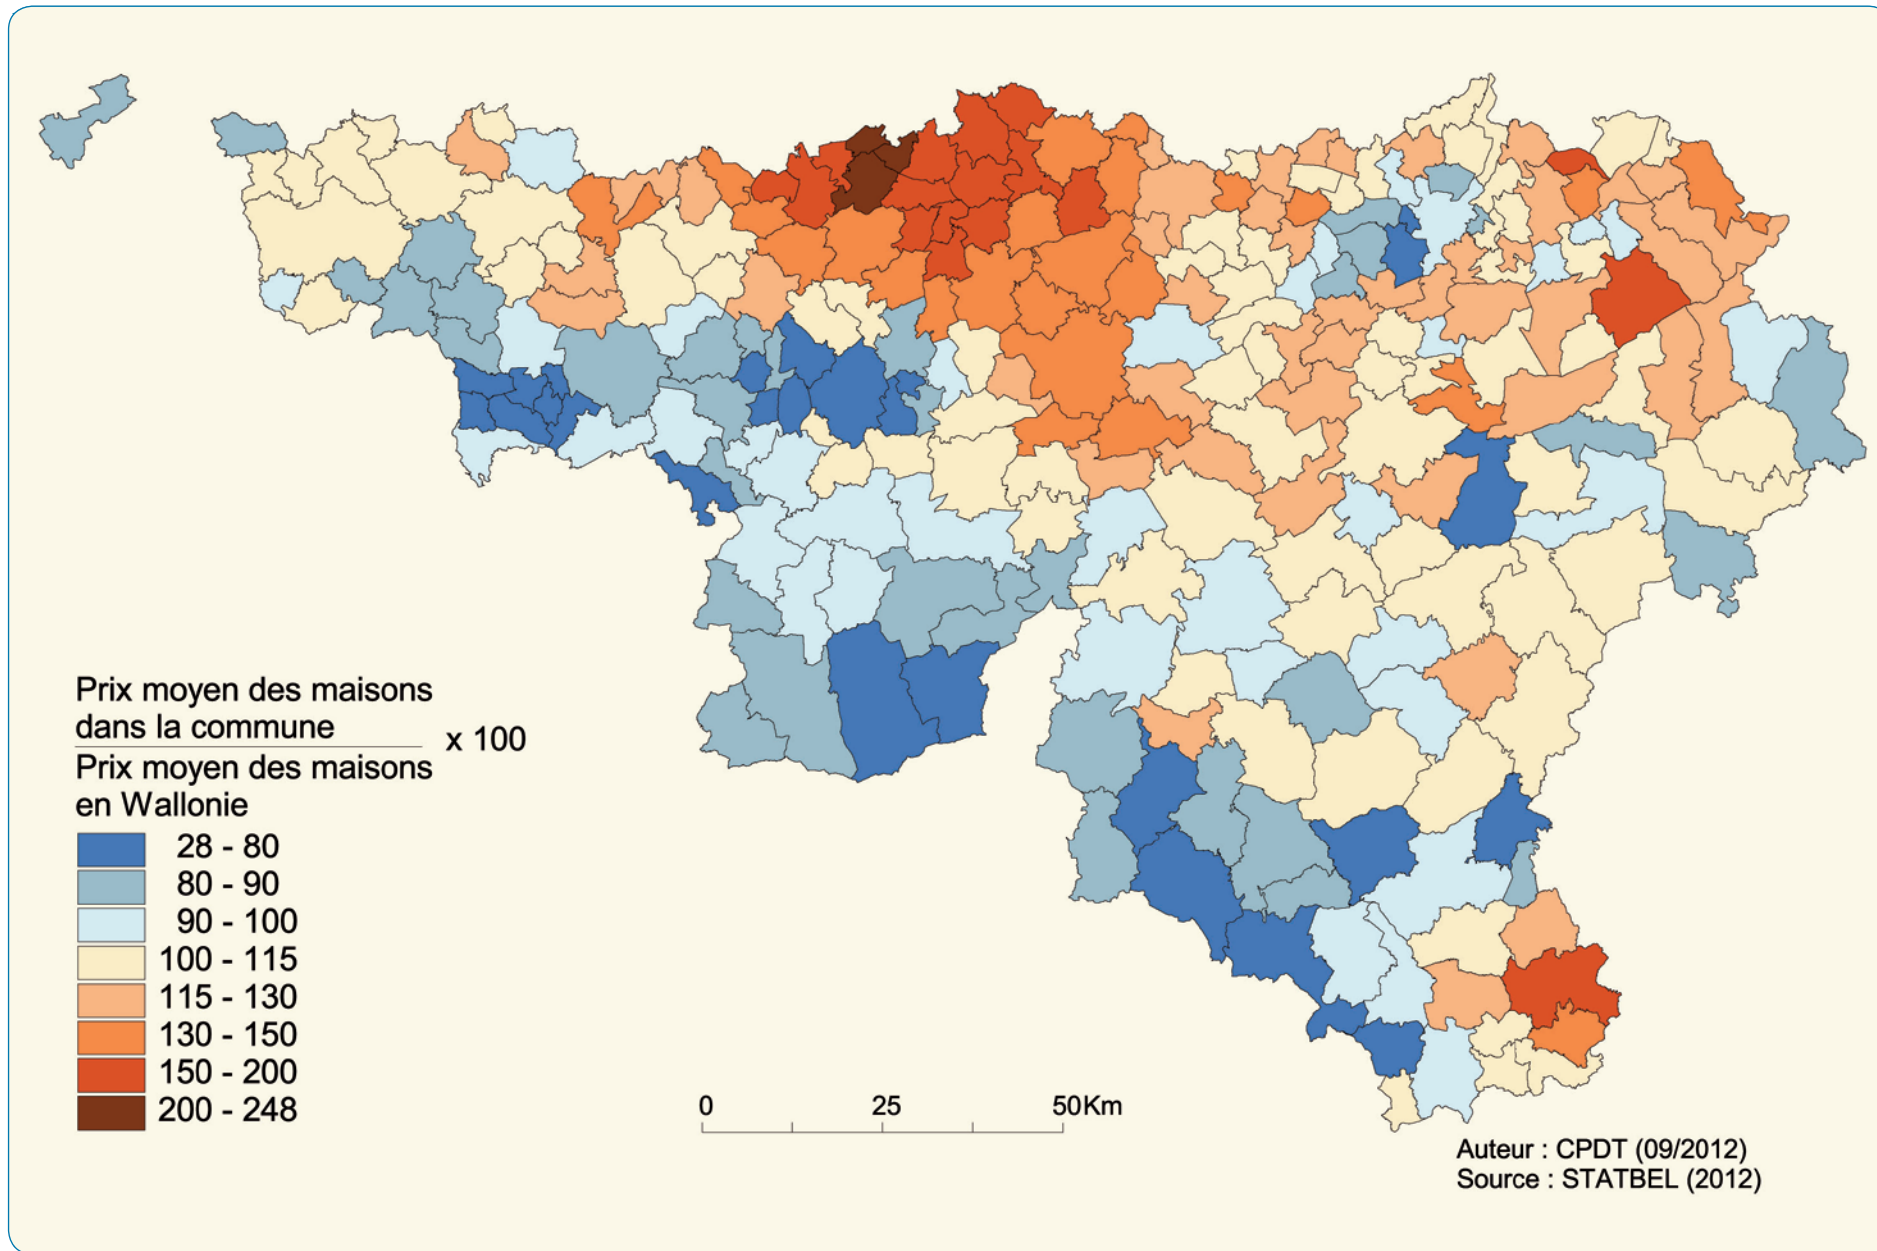 Prix moyen des maisons
dans la commune
x 100
Prix moyen des maisons
en Wallonie
28 - 80
80 - 90
90 - 100
100 - 115
115 - 130
130 - 150
150 - 200
200 - 248
0 25 50Km
Auteur : CPDT (09/2012)
Source : STATBEL (2012)